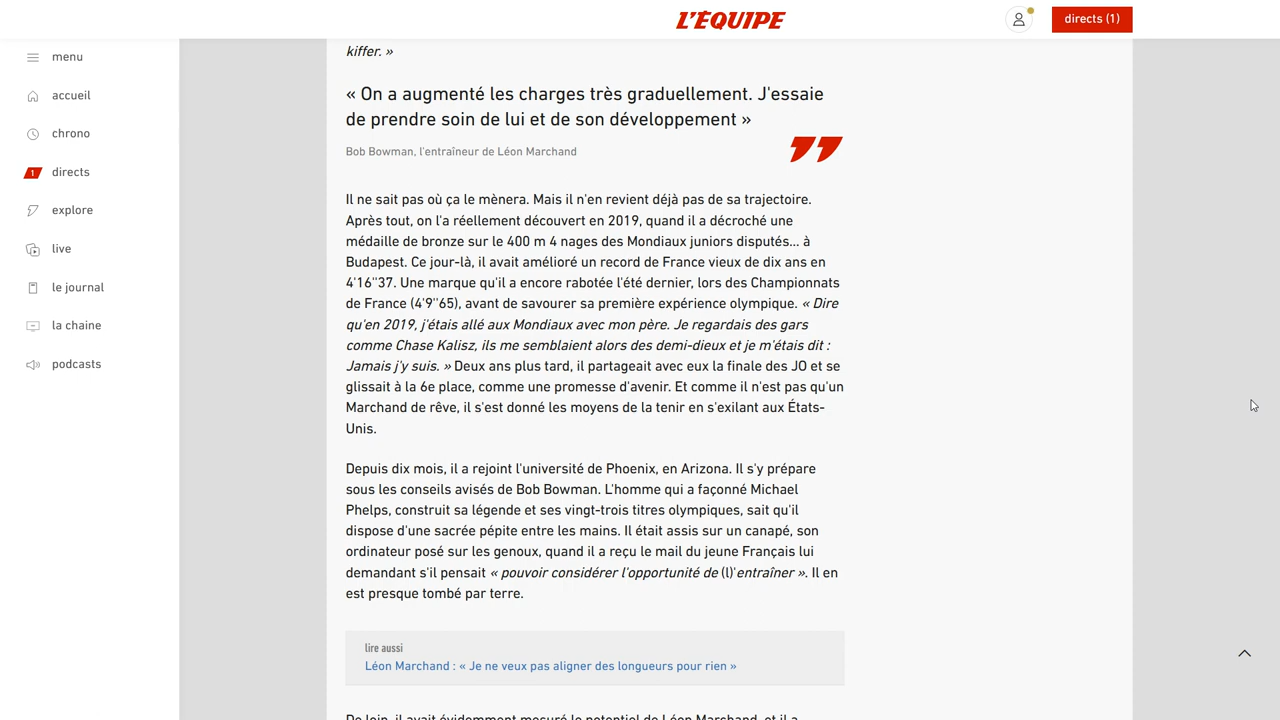 L'ÉQUIPE
directs (1)
menu
accueil
chrono
1 directs
explore
live
le journal
la chaine
podcasts
kiffer. »
« On a augmenté les charges très graduellement. J'essaie
de prendre soin de lui et de son développement »
Bob Bowman, l'entraîneur de Léon Marchand
Il ne sait pas où ça le mènera. Mais il n'en revient déjà pas de sa trajectoire.
Après tout, on l'a réellement découvert en 2019, quand il a décroché une
médaille de bronze sur le 400 m 4 nages des Mondiaux juniors disputés... à
Budapest. Ce jour-là, il avait amélioré un record de France vieux de dix ans en
4'16''37. Une marque qu'il a encore rabotée l'été dernier, lors des Championnats
de France (4'9''65), avant de savourer sa première expérience olympique. « Dire
qu'en 2019, j'étais allé aux Mondiaux avec mon père. Je regardais des gars
comme Chase Kalisz, ils me semblaient alors des demi-dieux et je m'étais dit :
Jamais j'y suis. » Deux ans plus tard, il partageait avec eux la finale des JO et se
glissait à la 6e place, comme une promesse d'avenir. Et comme il n'est pas qu'un
Marchand de rêve, il s'est donné les moyens de la tenir en s'exilant aux États-
Unis.
Depuis dix mois, il a rejoint l'université de Phoenix, en Arizona. Il s'y prépare
sous les conseils avisés de Bob Bowman. L'homme qui a façonné Michael
Phelps, construit sa légende et ses vingt-trois titres olympiques, sait qu'il
dispose d'une sacrée pépite entre les mains. Il était assis sur un canapé, son
ordinateur posé sur les genoux, quand il a reçu le mail du jeune Français lui
demandant s'il pensait « pouvoir considérer l'opportunité de (l)'entraîner ». Il en
est presque tombé par terre.
lire aussi
Léon Marchand : « Je ne veux pas aligner des longueurs pour rien »
De loin, il avait évidemment mesuré le potentiel de Léon Marchand, et il a